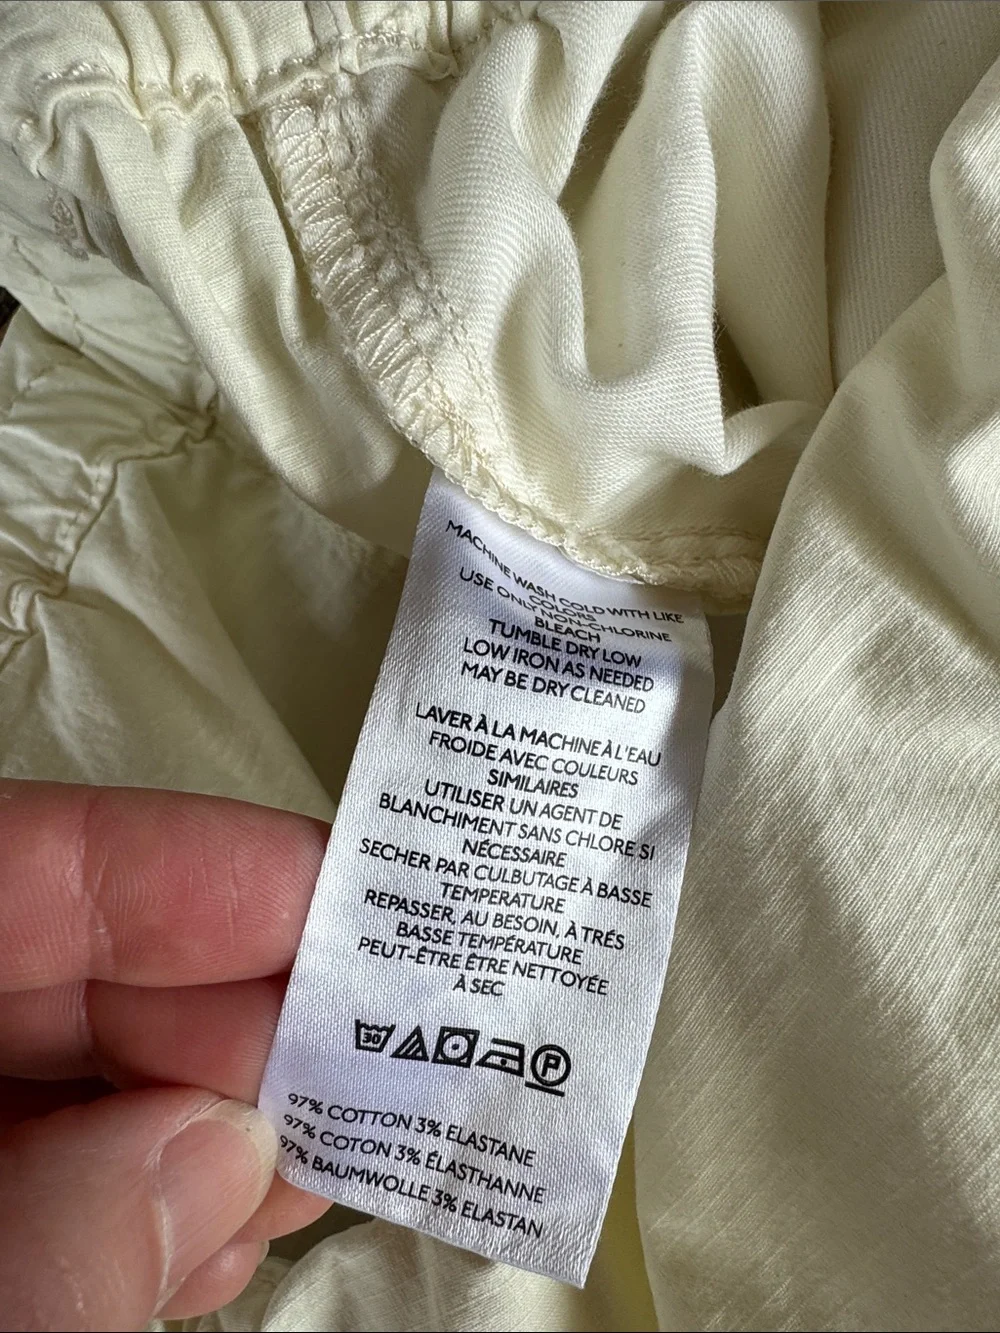 MACHINE WASH COLD WITH LIKE
COLORS
USE ONLY NON-CHLORINE
BLEACH
TUMBLE DRY LOW
LOW IRON AS NEEDED
MAY BE DRY CLEANED
LAVER À LA MACHINE À L'EAU
FROIDE AVEC COULEURS
SIMILAIRES
UTILISER UN AGENT DE
BLANCHIMENT SANS CHLORE SI
NÉCESSAIRE
SECHER PAR CULBUTAGE À BASSE
TEMPERATURE
REPASSER, AU BESOIN, À TRÉS
BASSE TEMPÉRATURE
PEUT-ÊTRE ÊTRE NETTOYÉE
À SEC
30 P
97% COTTON 3% ELASTANE
97% COTON 3% ÉLASTHANNE
97% BAUMWOLLE 3% ELASTAN